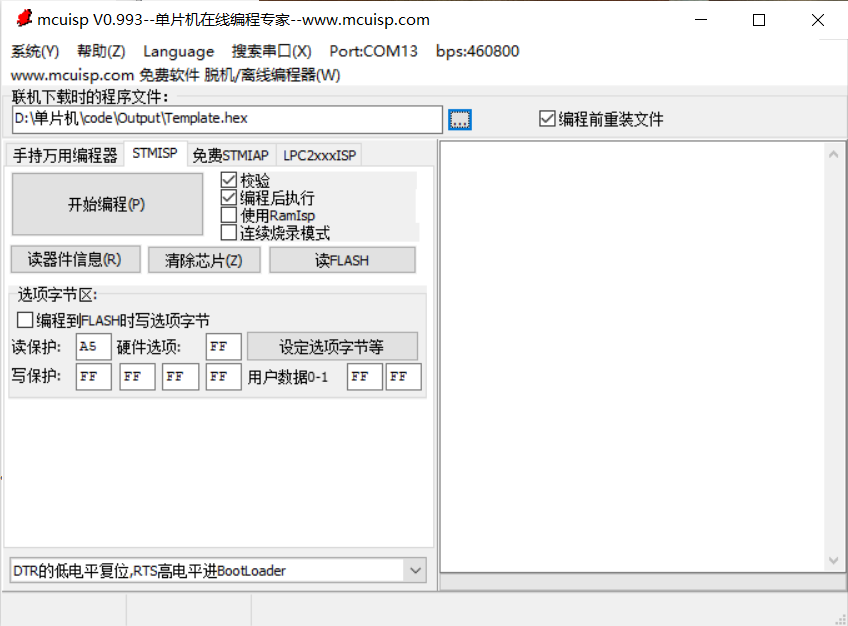 mcuisp V0.993--单片机在线编程专家--www.mcuisp.com
系统(Y) 帮助(Z) Language 搜索串口(X) Port:COM13 bps:460800
www.mcuisp.com 免费软件 脱机/离线编程器(W)
联机下载时的程序文件:
D:\单片机\code\Output\Template.hex ... 编程前重装文件
手持万用编程器 STMISP 免费STMIAP LPC2xxxISP
开始编程(P)
校验
编程后执行
使用RamIsp
连续烧录模式
读器件信息(R) 清除芯片(Z) 读FLASH
选项字节区:
编程到FLASH时写选项字节
读保护: A5 硬件选项: FF 设定选项字节等
写保护: FF FF FF FF 用户数据0-1 FF FF
DTR的低电平复位,RTS高电平进BootLoader